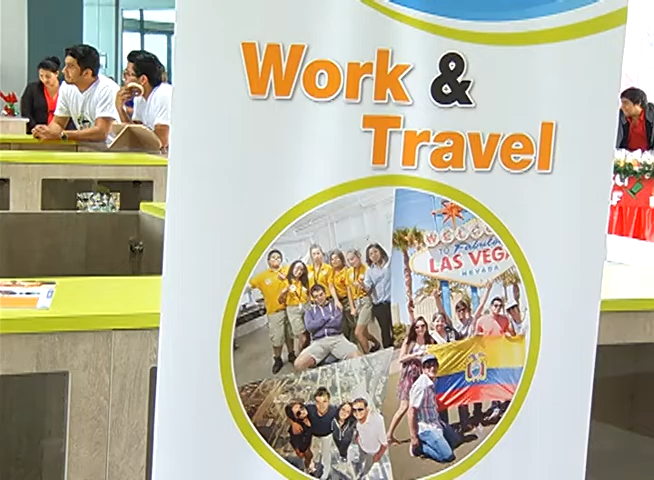 Work &
Travel
WELCOME
TO Fabulous
LAS VEGAS
NEVADA